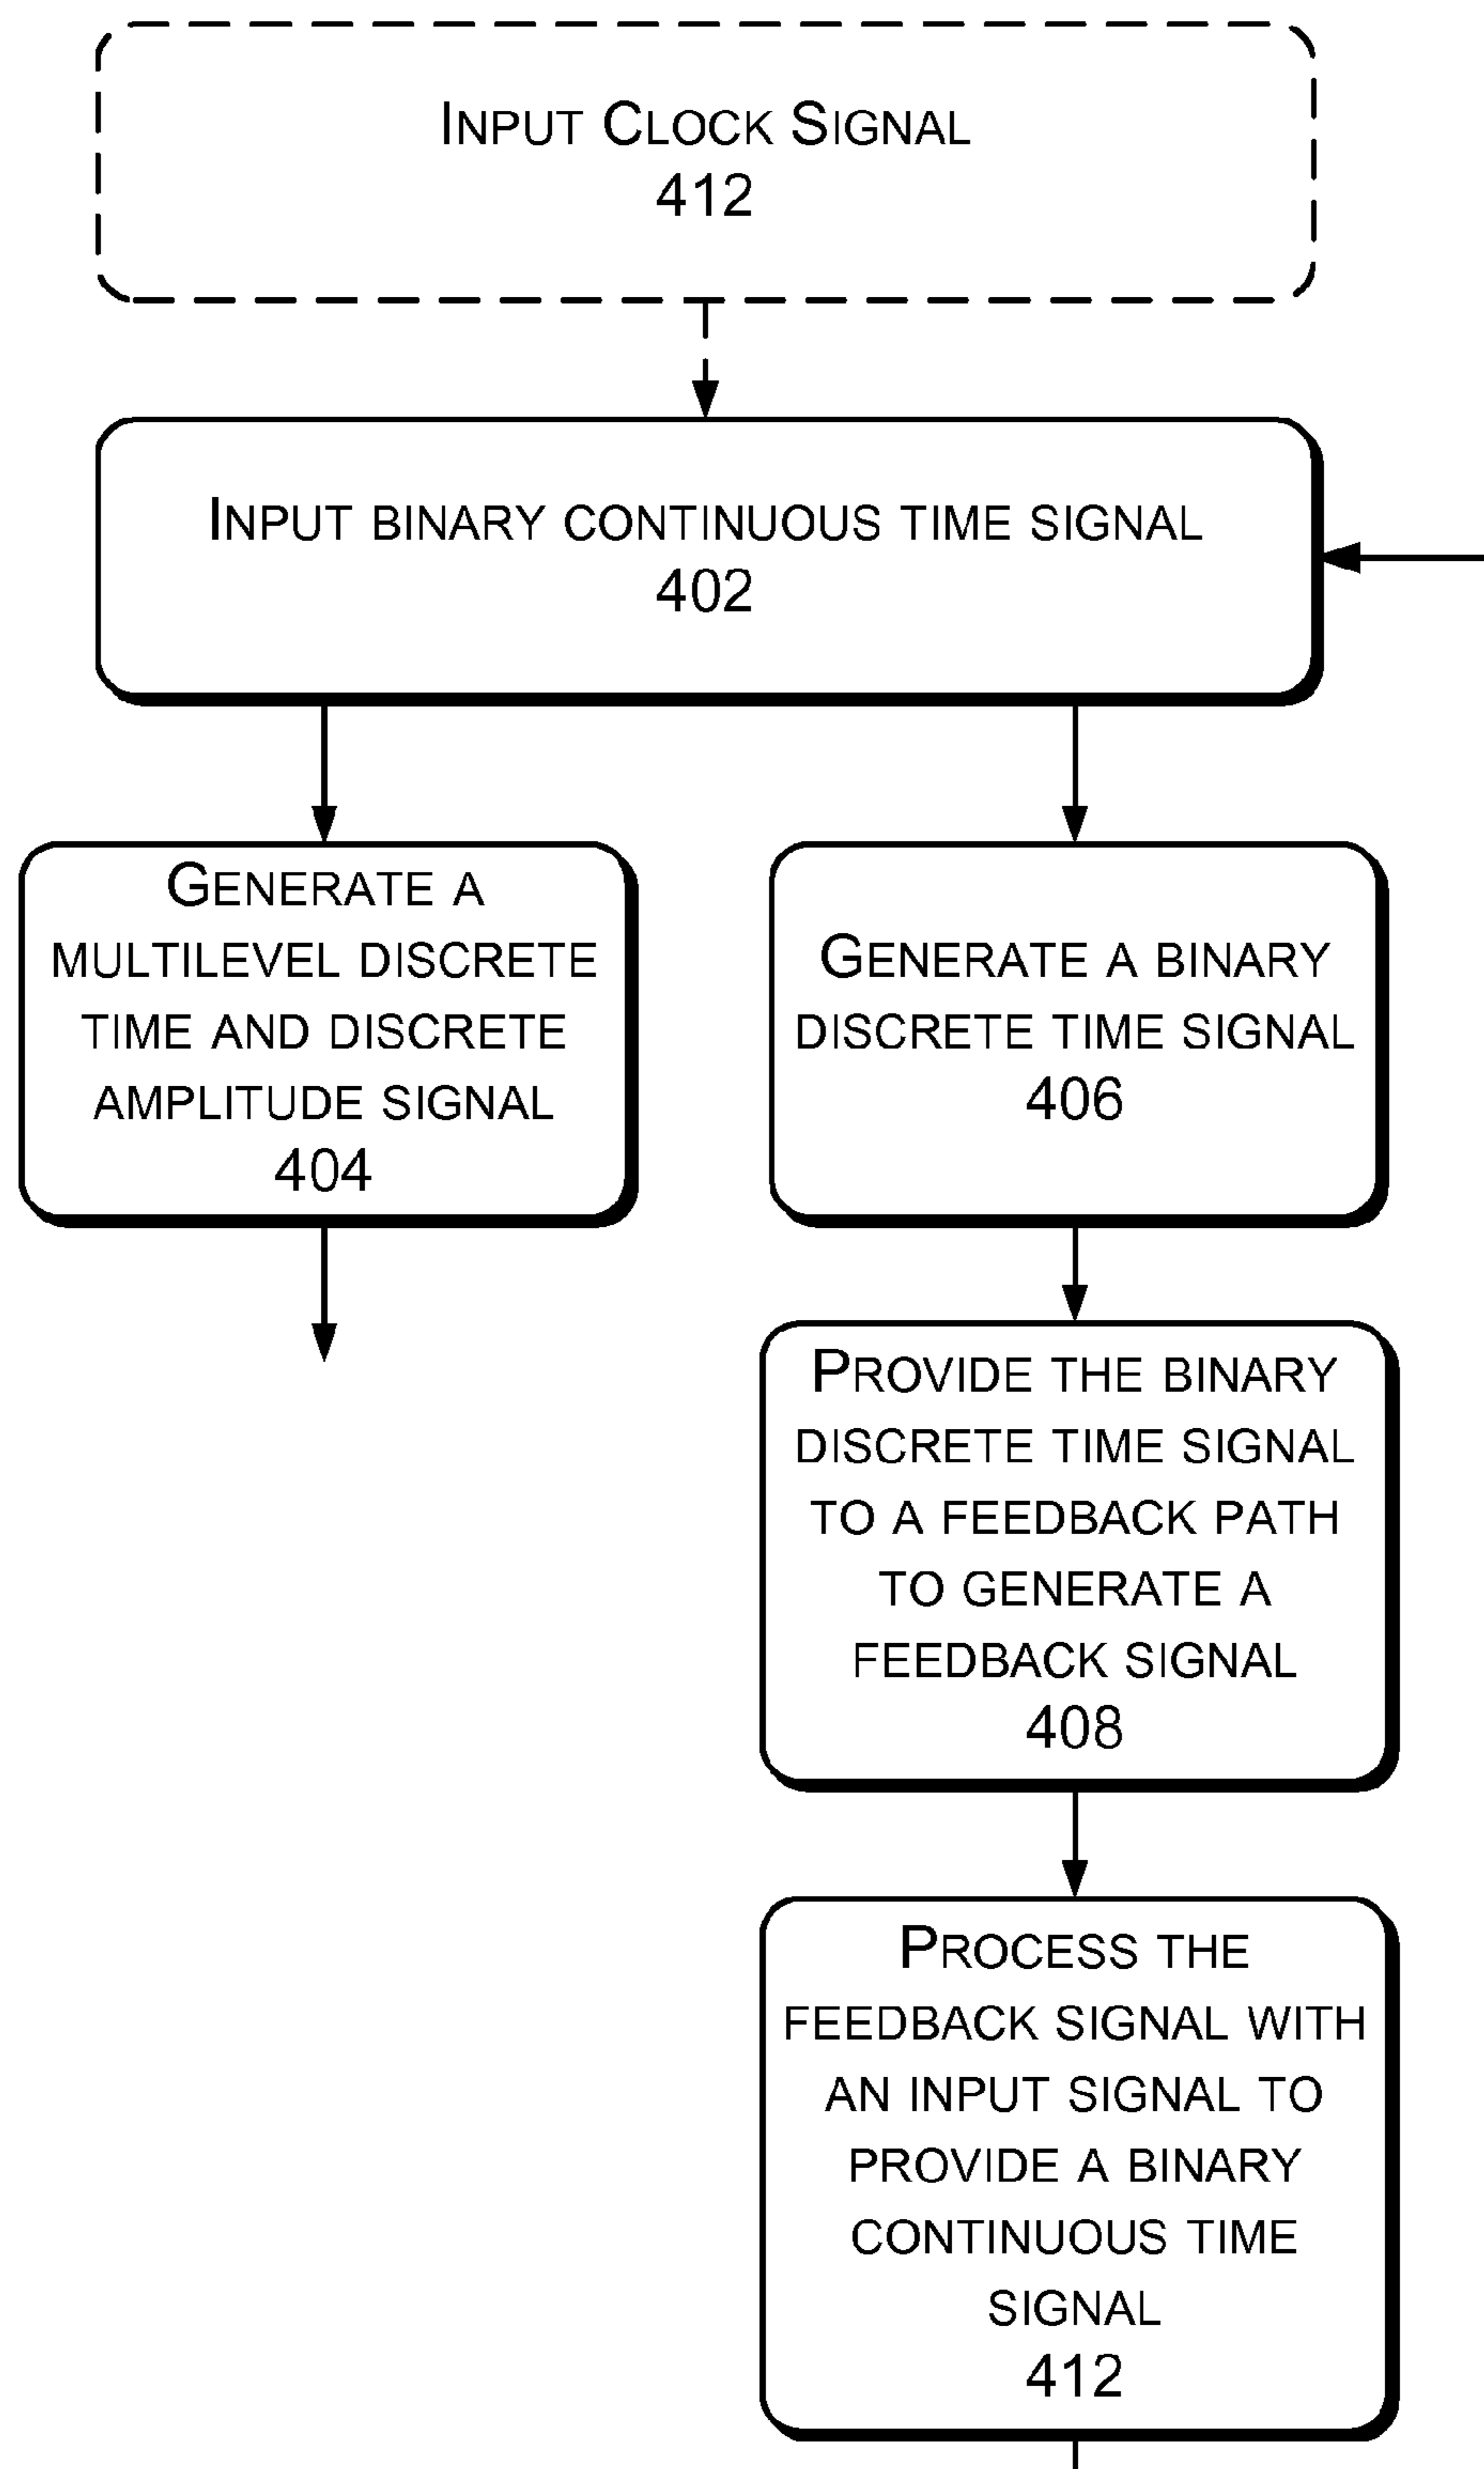 INPUT CLOCK SIGNAL
412
INPUT BINARY CONTINUOUS TIME SIGNAL
402
GENERATE A
MULTILEVEL DISCRETE
TIME AND DISCRETE
AMPLITUDE SIGNAL
404
GENERATE A BINARY
DISCRETE TIME SIGNAL
406
PROVIDE THE BINARY
DISCRETE TIME SIGNAL
TO A FEEDBACK PATH
TO GENERATE A
FEEDBACK SIGNAL
408
PROCESS THE
FEEDBACK SIGNAL WITH
AN INPUT SIGNAL TO
PROVIDE A BINARY
CONTINUOUS TIME
SIGNAL
412